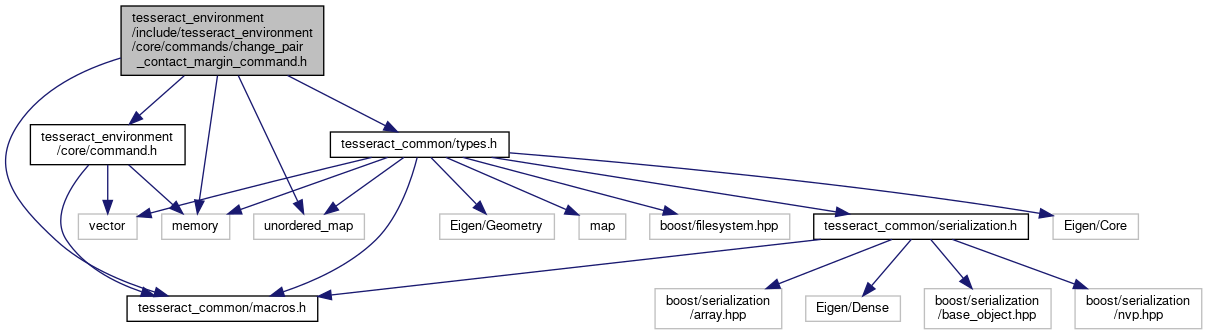 tesseract_environment
/include/tesseract_environment
/core/commands/change_pair
_contact_margin_command.h
tesseract_environment
/core/command.h
tesseract_common/types.h
vector
memory
unordered_map
Eigen/Geometry
map
boost/filesystem.hpp
tesseract_common/serialization.h
Eigen/Core
tesseract_common/macros.h
boost/serialization
/array.hpp
Eigen/Dense
boost/serialization
/base_object.hpp
boost/serialization
/nvp.hpp